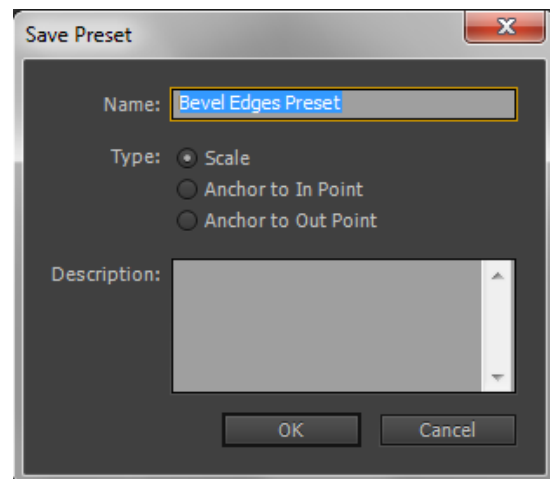 Save Preset
Name: Bevel Edges Preset
Type: Scale
Anchor to In Point
Anchor to Out Point
Description:
OK Cancel